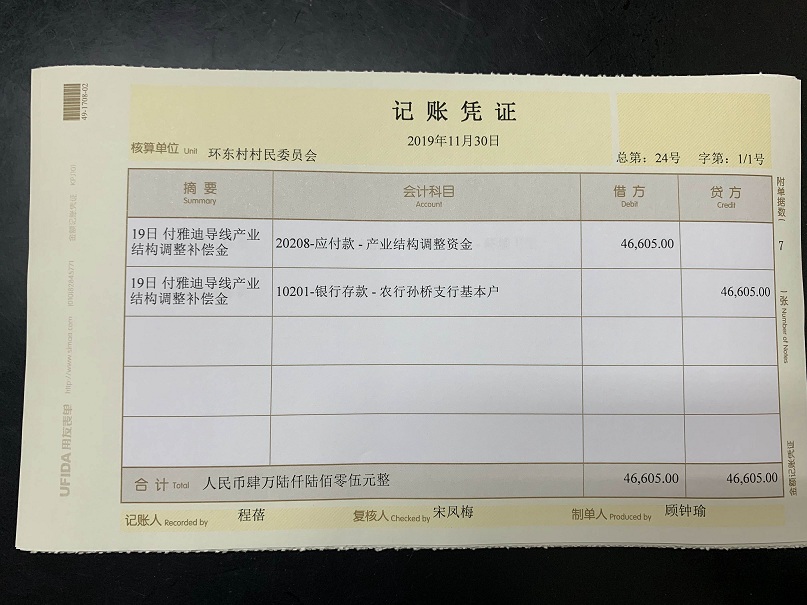 49-1708-02
记账凭证
2019年11月30日
核算单位 Unit 环东村村民委员会
总第：24号 字第：1/1号
摘要 会计科目 借方 贷方
Summary Account Debit Credit
19日 付雅迪导线产业
结构调整补偿金
20208-应付款 - 产业结构调整资金 46,605.00
19日 付雅迪导线产业
结构调整补偿金
10201-银行存款 - 农行孙桥支行基本户 46,605.00
合计 Total 人民币肆万陆仟陆佰零伍元整 46,605.00 46,605.00
记账人 Recorded by 程蓓 复核人 Checked by 宋凤梅 制单人 Produced by 顾钟瑜
附单据数（ 7 ）张 Number of Notes
金额记账凭证
UFIDA 用友表单